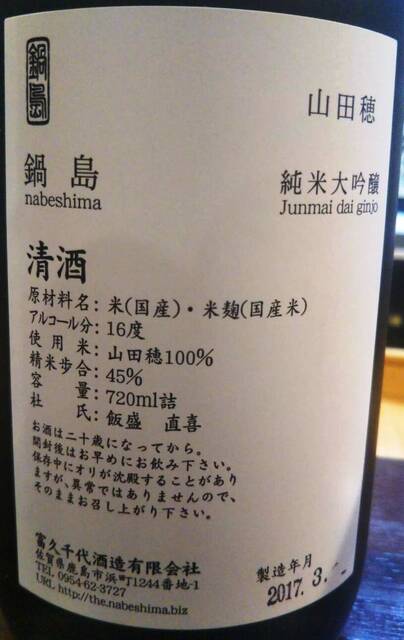 鍋島
山田穂
鍋島
nabeshima
純米大吟醸
Junmai dai ginjo
清酒
原材料名：米(国産)・米麹(国産米)
アルコール分：16度
使用米：山田穂100%
精米歩合：45%
容量：720ml詰
杜氏：飯盛 直喜
お酒は二十歳になってから。
開封後はお早めにお飲み下さい。
保存中にオリが沈殿することがあり
ますが、異常ではありませんので、
そのままお召し上がり下さい。
富久千代酒造有限会社
佐賀県鹿島市浜町1244番地-1
TEL 0954-62-3727
URL http://the.nabeshima.biz
製造年月
2017. 3.